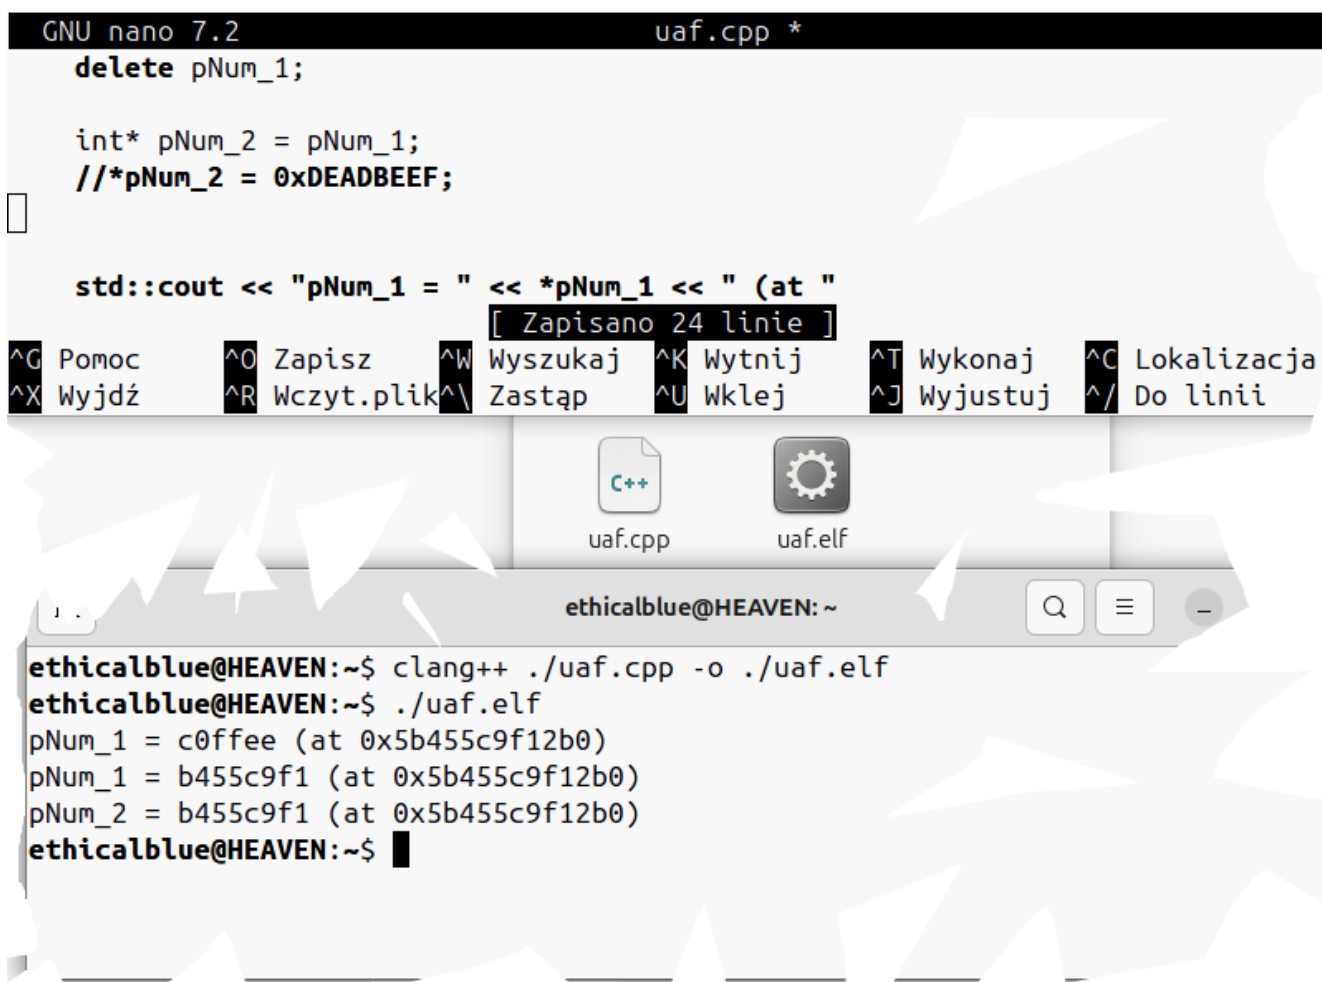 GNU nano 7.2 uaf.cpp *
delete pNum_1;
int* pNum_2 = pNum_1;
//*pNum_2 = 0xDEADBEEF;
std::cout << "pNum_1 = " << *pNum_1 << " (at "
[ Zapisano 24 linie ]
^G Pomoc ^O Zapisz ^W Wyszukaj ^K Wytnij ^T Wykonaj ^C Lokalizacja
^X Wyjdź ^R Wczyt.plik ^\ Zastąp ^U Wklej ^J Wyjustuj ^/ Do linii
C++
uaf.cpp uaf.elf
ethicalblue@HEAVEN: ~
ethicalblue@HEAVEN:~$ clang++ ./uaf.cpp -o ./uaf.elf
ethicalblue@HEAVEN:~$ ./uaf.elf
pNum_1 = c0ffee (at 0x5b455c9f12b0)
pNum_1 = b455c9f1 (at 0x5b455c9f12b0)
pNum_2 = b455c9f1 (at 0x5b455c9f12b0)
ethicalblue@HEAVEN:~$